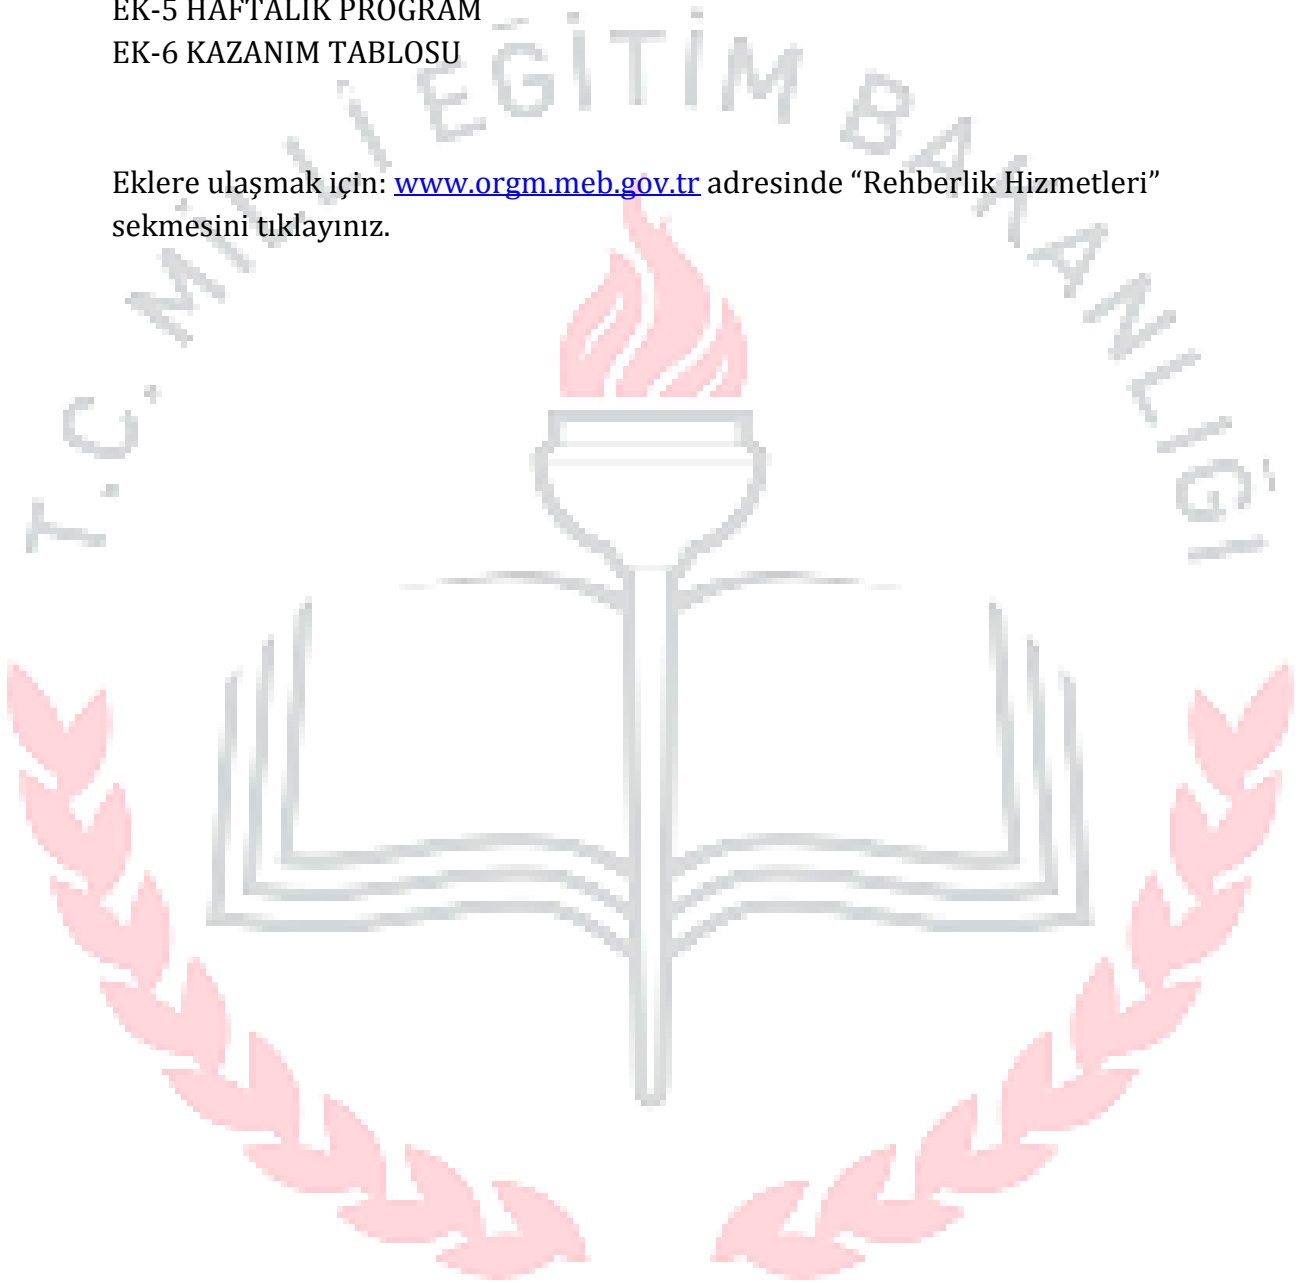 EK-5 HAFTALIK PROGRAM
EK-6 KAZANIM TABLOSU
Eklere ulaşmak için: www.orgm.meb.gov.tr adresinde “Rehberlik Hizmetleri”
sekmesini tıklayınız.
T.C. MİLLİ EĞİTİM BAKANLIĞI